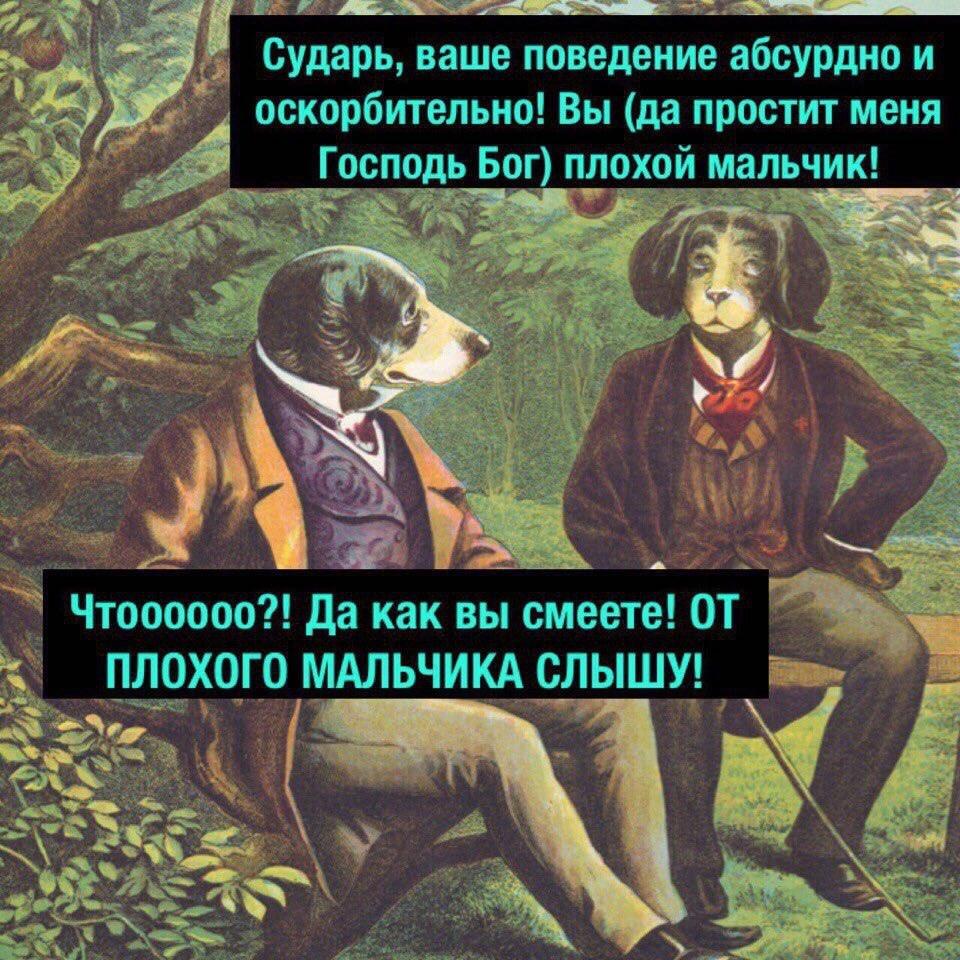 Сударь, ваше поведение абсурдно и
оскорбительно! Вы (да простит меня
Господь Бог) плохой мальчик!
Чтоооооо?! Да как вы смеете! ОТ
ПЛОХОГО МАЛЬЧИКА СЛЫШУ!